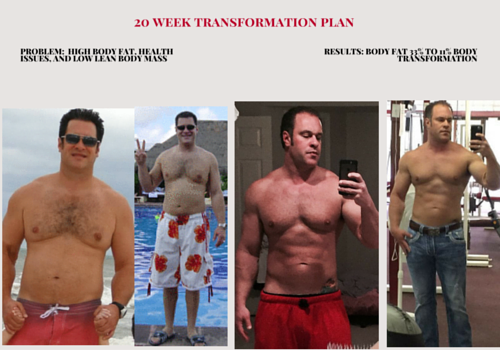 20 WEEK TRANSFORMATION PLAN
PROBLEM: HIGH BODY FAT, HEALTH
ISSUES, AND LOW LEAN BODY MASS
RESULTS: BODY FAT 33% TO 11% BODY
TRANSFORMATION